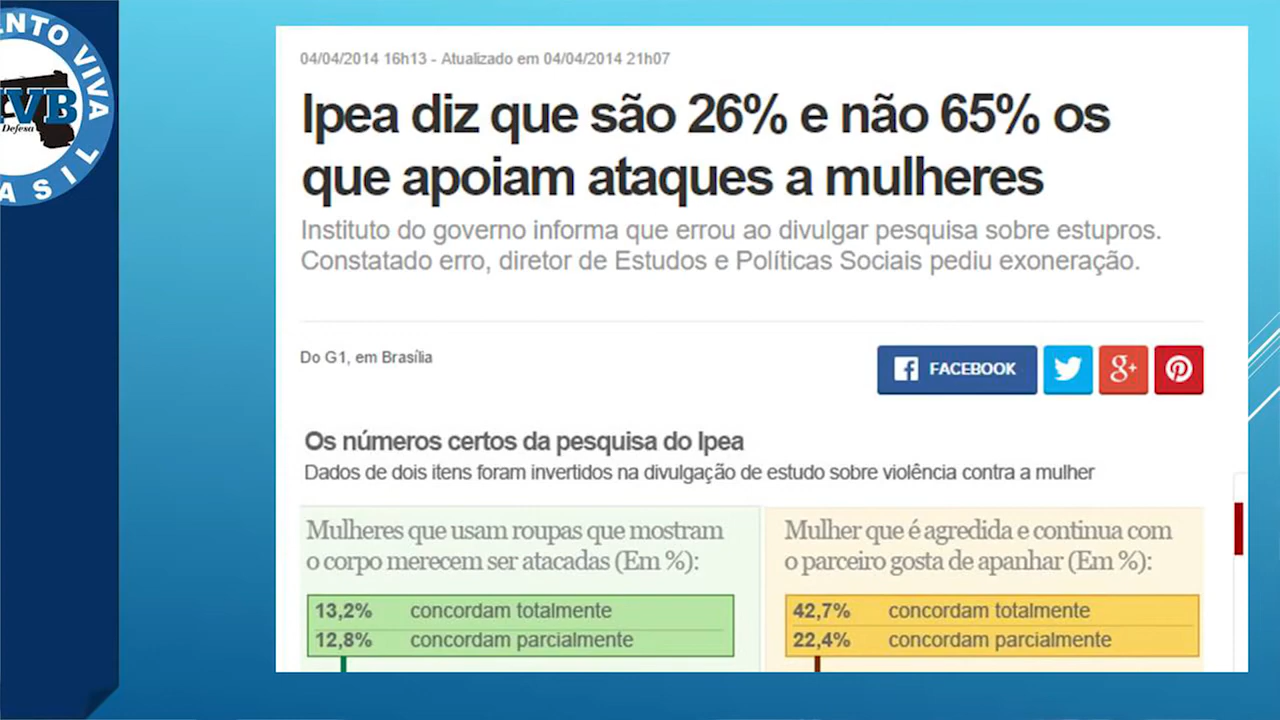 ENTO VIVA
VB
Defesa
ASIL
04/04/2014 16h13 - Atualizado em 04/04/2014 21h07
Ipea diz que são 26% e não 65% os
que apoiam ataques a mulheres
Instituto do governo informa que errou ao divulgar pesquisa sobre estupros.
Constatado erro, diretor de Estudos e Políticas Sociais pediu exoneração.
Do G1, em Brasília
FACEBOOK
g+
Os números certos da pesquisa do Ipea
Dados de dois itens foram invertidos na divulgação de estudo sobre violência contra a mulher
Mulheres que usam roupas que mostram
o corpo merecem ser atacadas (Em %):
13,2% concordam totalmente
12,8% concordam parcialmente
Mulher que é agredida e continua com
o parceiro gosta de apanhar (Em %):
42,7% concordam totalmente
22,4% concordam parcialmente